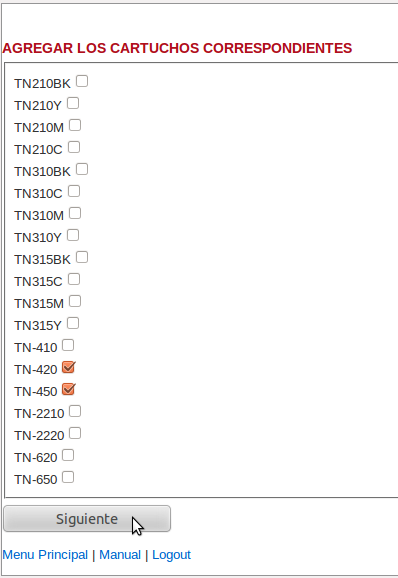 AGREGAR LOS CARTUCHOS CORRESPONDIENTES
TN210BK
TN210Y
TN210M
TN210C
TN310BK
TN310C
TN310M
TN310Y
TN315BK
TN315C
TN315M
TN315Y
TN-410
TN-420
TN-450
TN-2210
TN-2220
TN-620
TN-650
Siguiente
Menu Principal | Manual | Logout